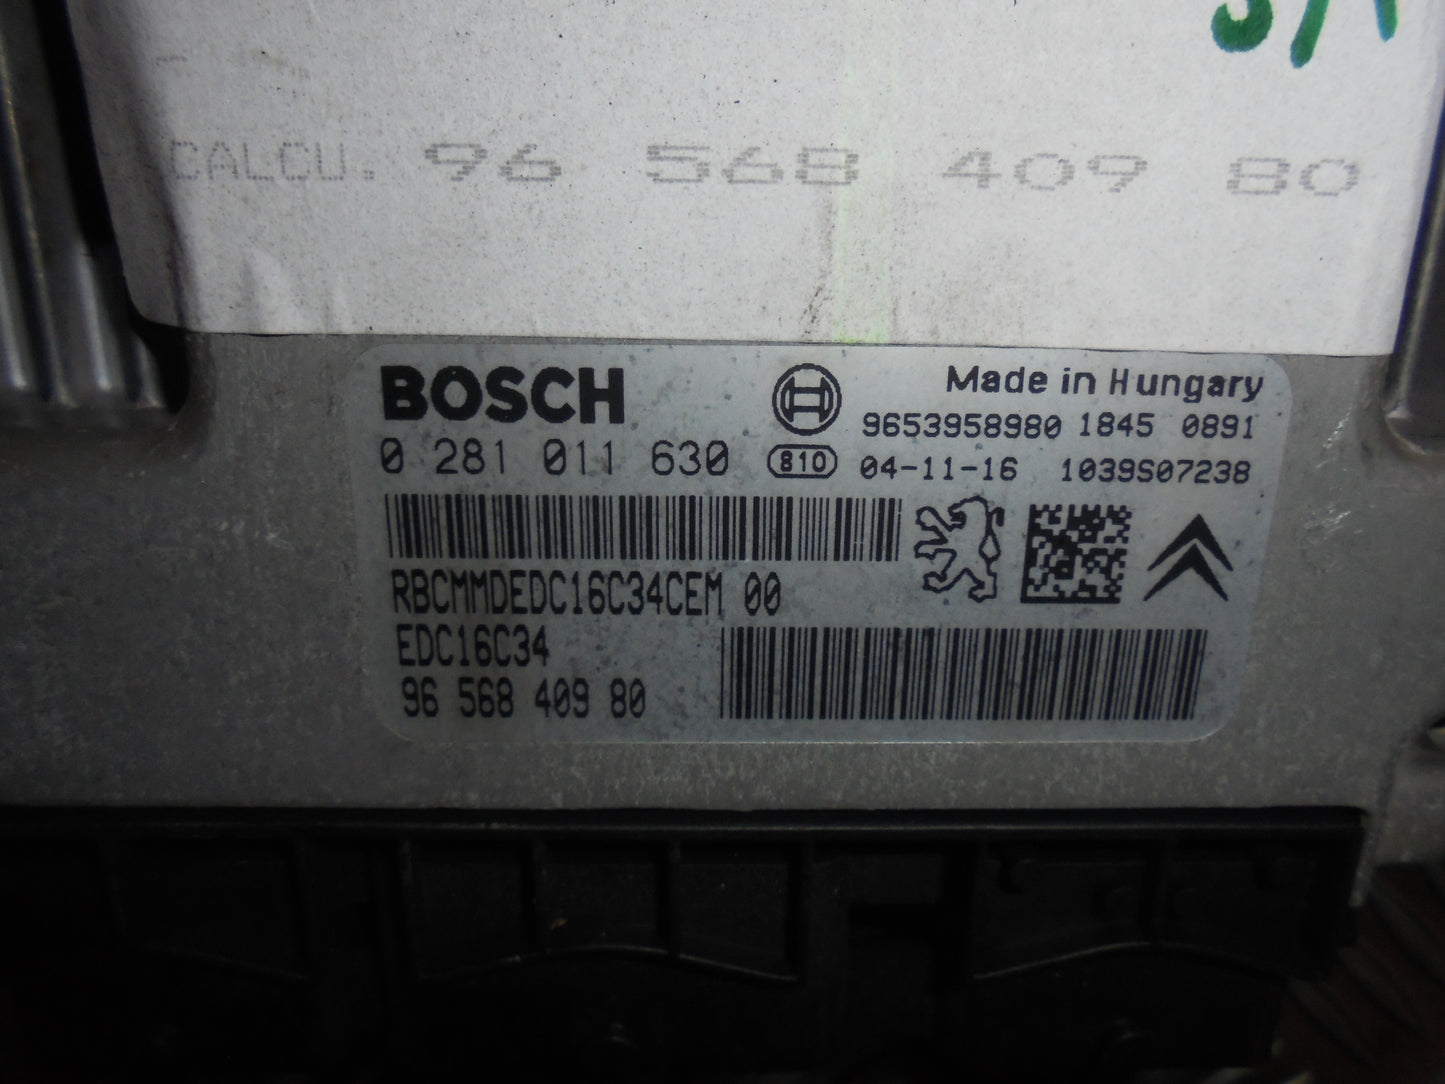 CALCU. 96 568 409 80
BOSCH
Made in Hungary
9653958980 1845 0891
0 281 011 630
810
04-11-16 1039S07238
RBCMMDEDC16C34CEM 00
EDC16C34
96 568 409 80